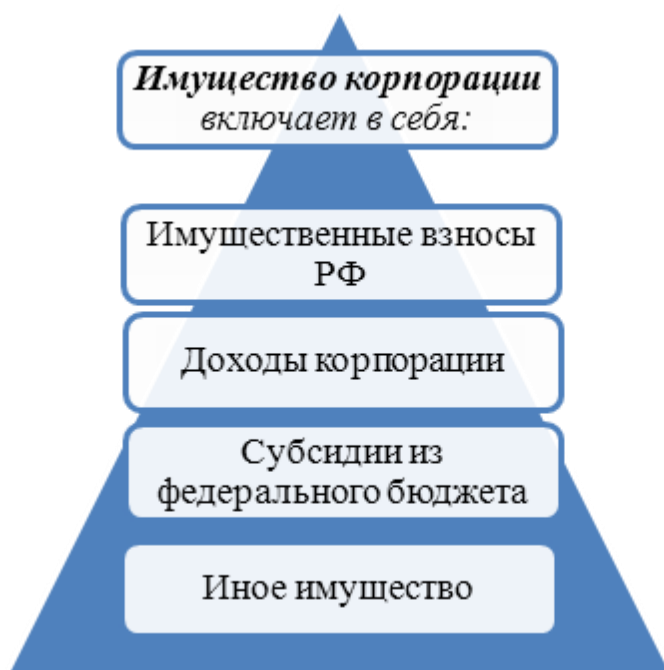 Имущество корпорации
включает в себя:
Имущественные взносы
РФ
Доходы корпорации
Субсидии из
федерального бюджета
Иное имущество